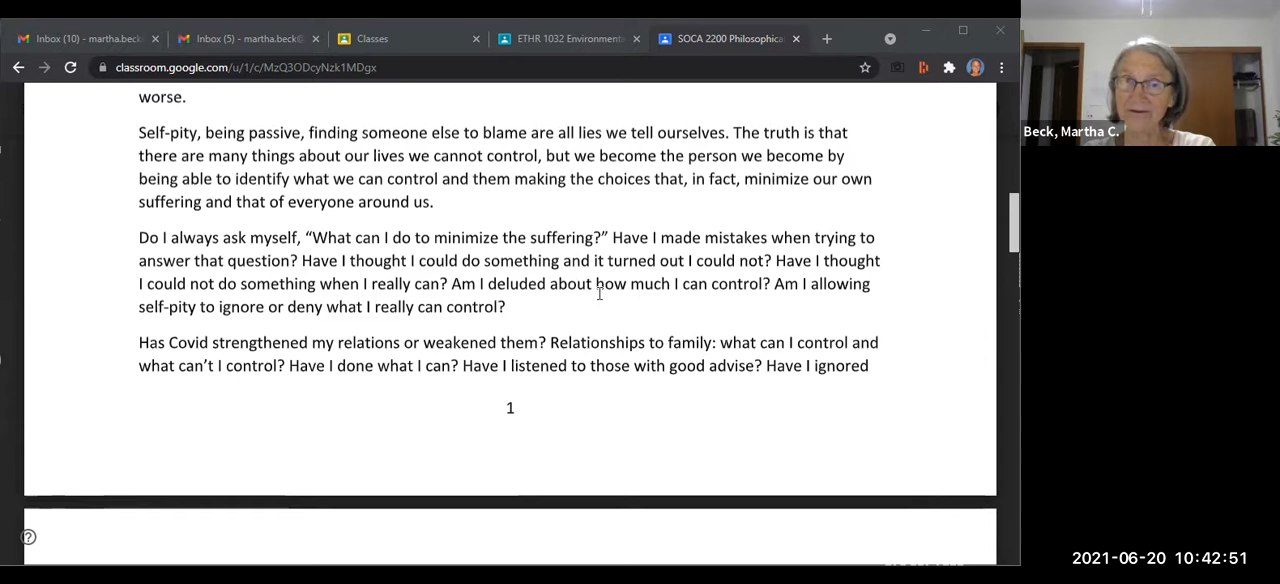 Inbox (10) - martha.beck
Inbox (5) - martha.beck@
Classes
ETHR 1032 Environment
SOCA 2200 Philosophica
classroom.google.com/u/1/c/MzQ3ODcyNzk1MDgx
worse.
Self-pity, being passive, finding someone else to blame are all lies we tell ourselves. The truth is that
there are many things about our lives we cannot control, but we become the person we become by
being able to identify what we can control and them making the choices that, in fact, minimize our own
suffering and that of everyone around us.
Do I always ask myself, “What can I do to minimize the suffering?” Have I made mistakes when trying to
answer that question? Have I thought I could do something and it turned out I could not? Have I thought
I could not do something when I really can? Am I deluded about how much I can control? Am I allowing
self-pity to ignore or deny what I really can control?
Has Covid strengthened my relations or weakened them? Relationships to family: what can I control and
what can’t I control? Have I done what I can? Have I listened to those with good advise? Have I ignored
1
Beck, Martha C.
2021-06-20 10:42:51